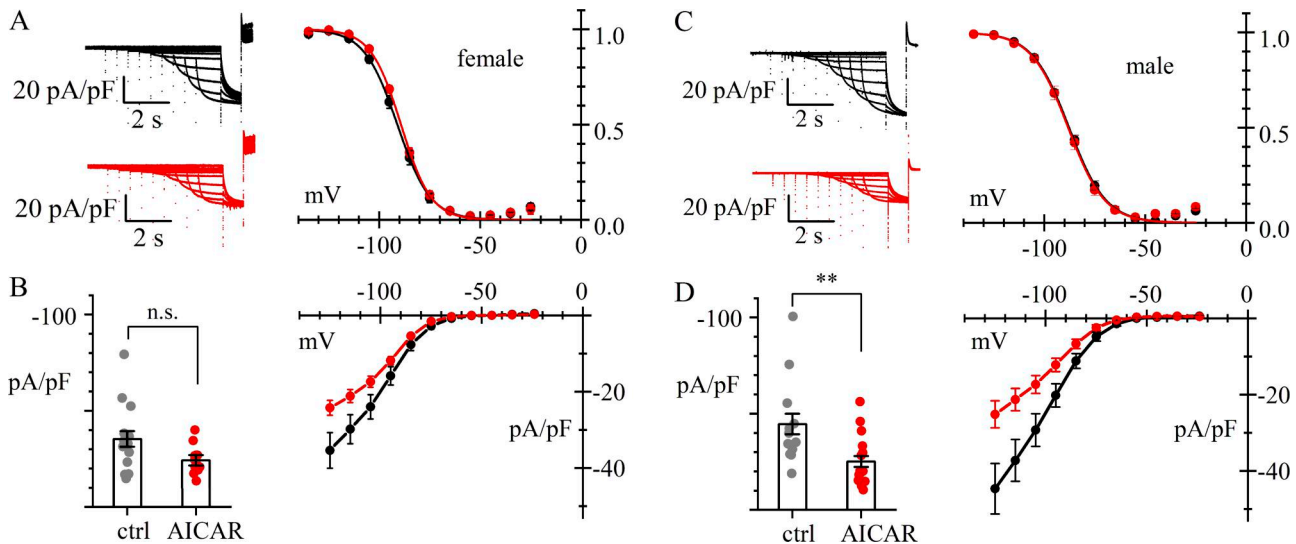 A
20 pA/pF
2 s
20 pA/pF
2 s
female
1.0
0.5
0.0
mV
-100
-50
0
C
20 pA/pF
2 s
20 pA/pF
2 s
male
1.0
0.5
0.0
mV
-100
-50
0
B
-100
n.s.
pA/pF
ctrl
AICAR
-100
-50
0
mV
-20
pA/pF
-40
D
-100
**
pA/pF
ctrl
AICAR
-100
-50
0
mV
-20
pA/pF
-40